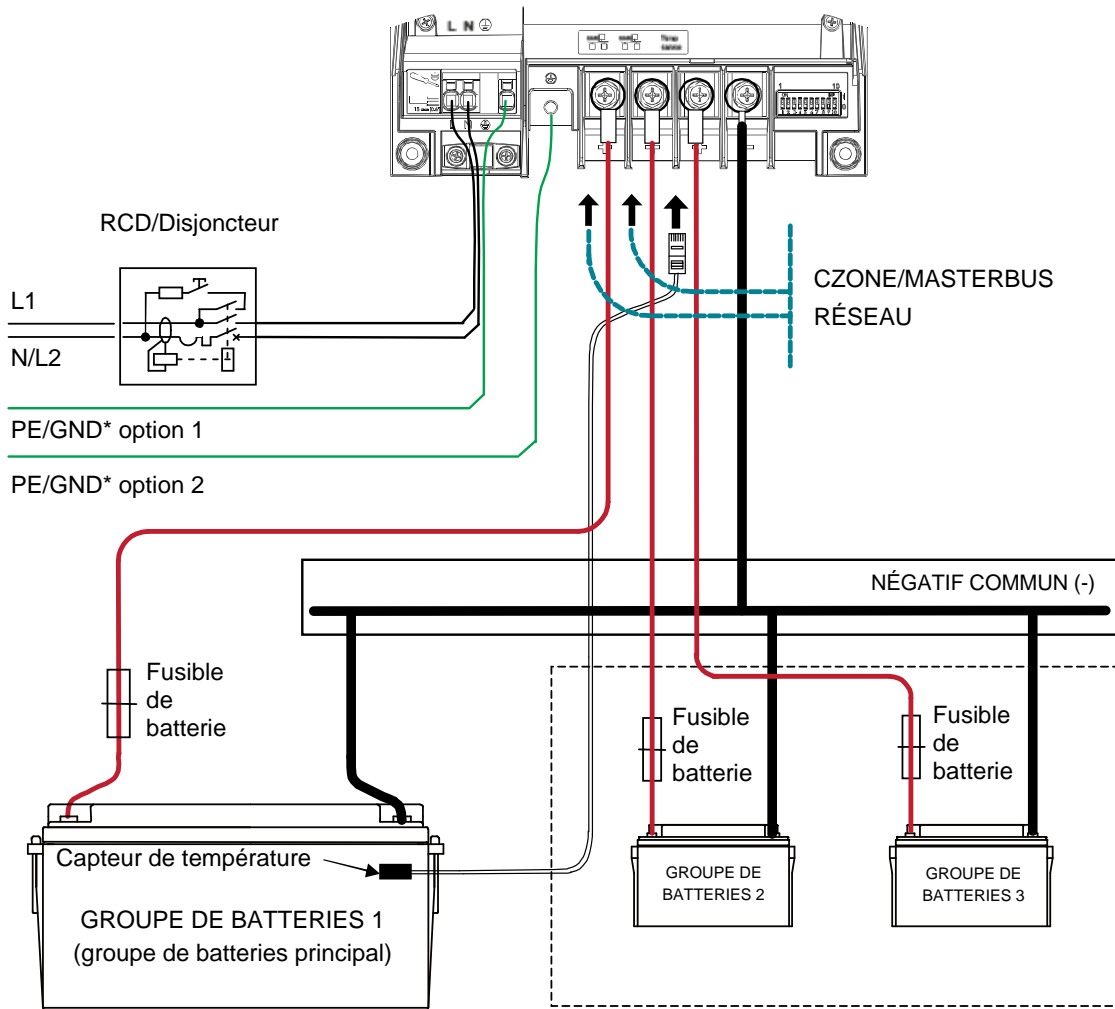 L N
1 10
RCD/Disjoncteur
L1
N/L2
CZONE/MASTERBUS
RÉSEAU
PE/GND* option 1
PE/GND* option 2
NÉGATIF COMMUN (-)
Fusible
de
batterie
Fusible
de
batterie
Fusible
de
batterie
Capteur de température
GROUPE DE BATTERIES 1
(groupe de batteries principal)
GROUPE DE
BATTERIES 2
GROUPE DE
BATTERIES 3